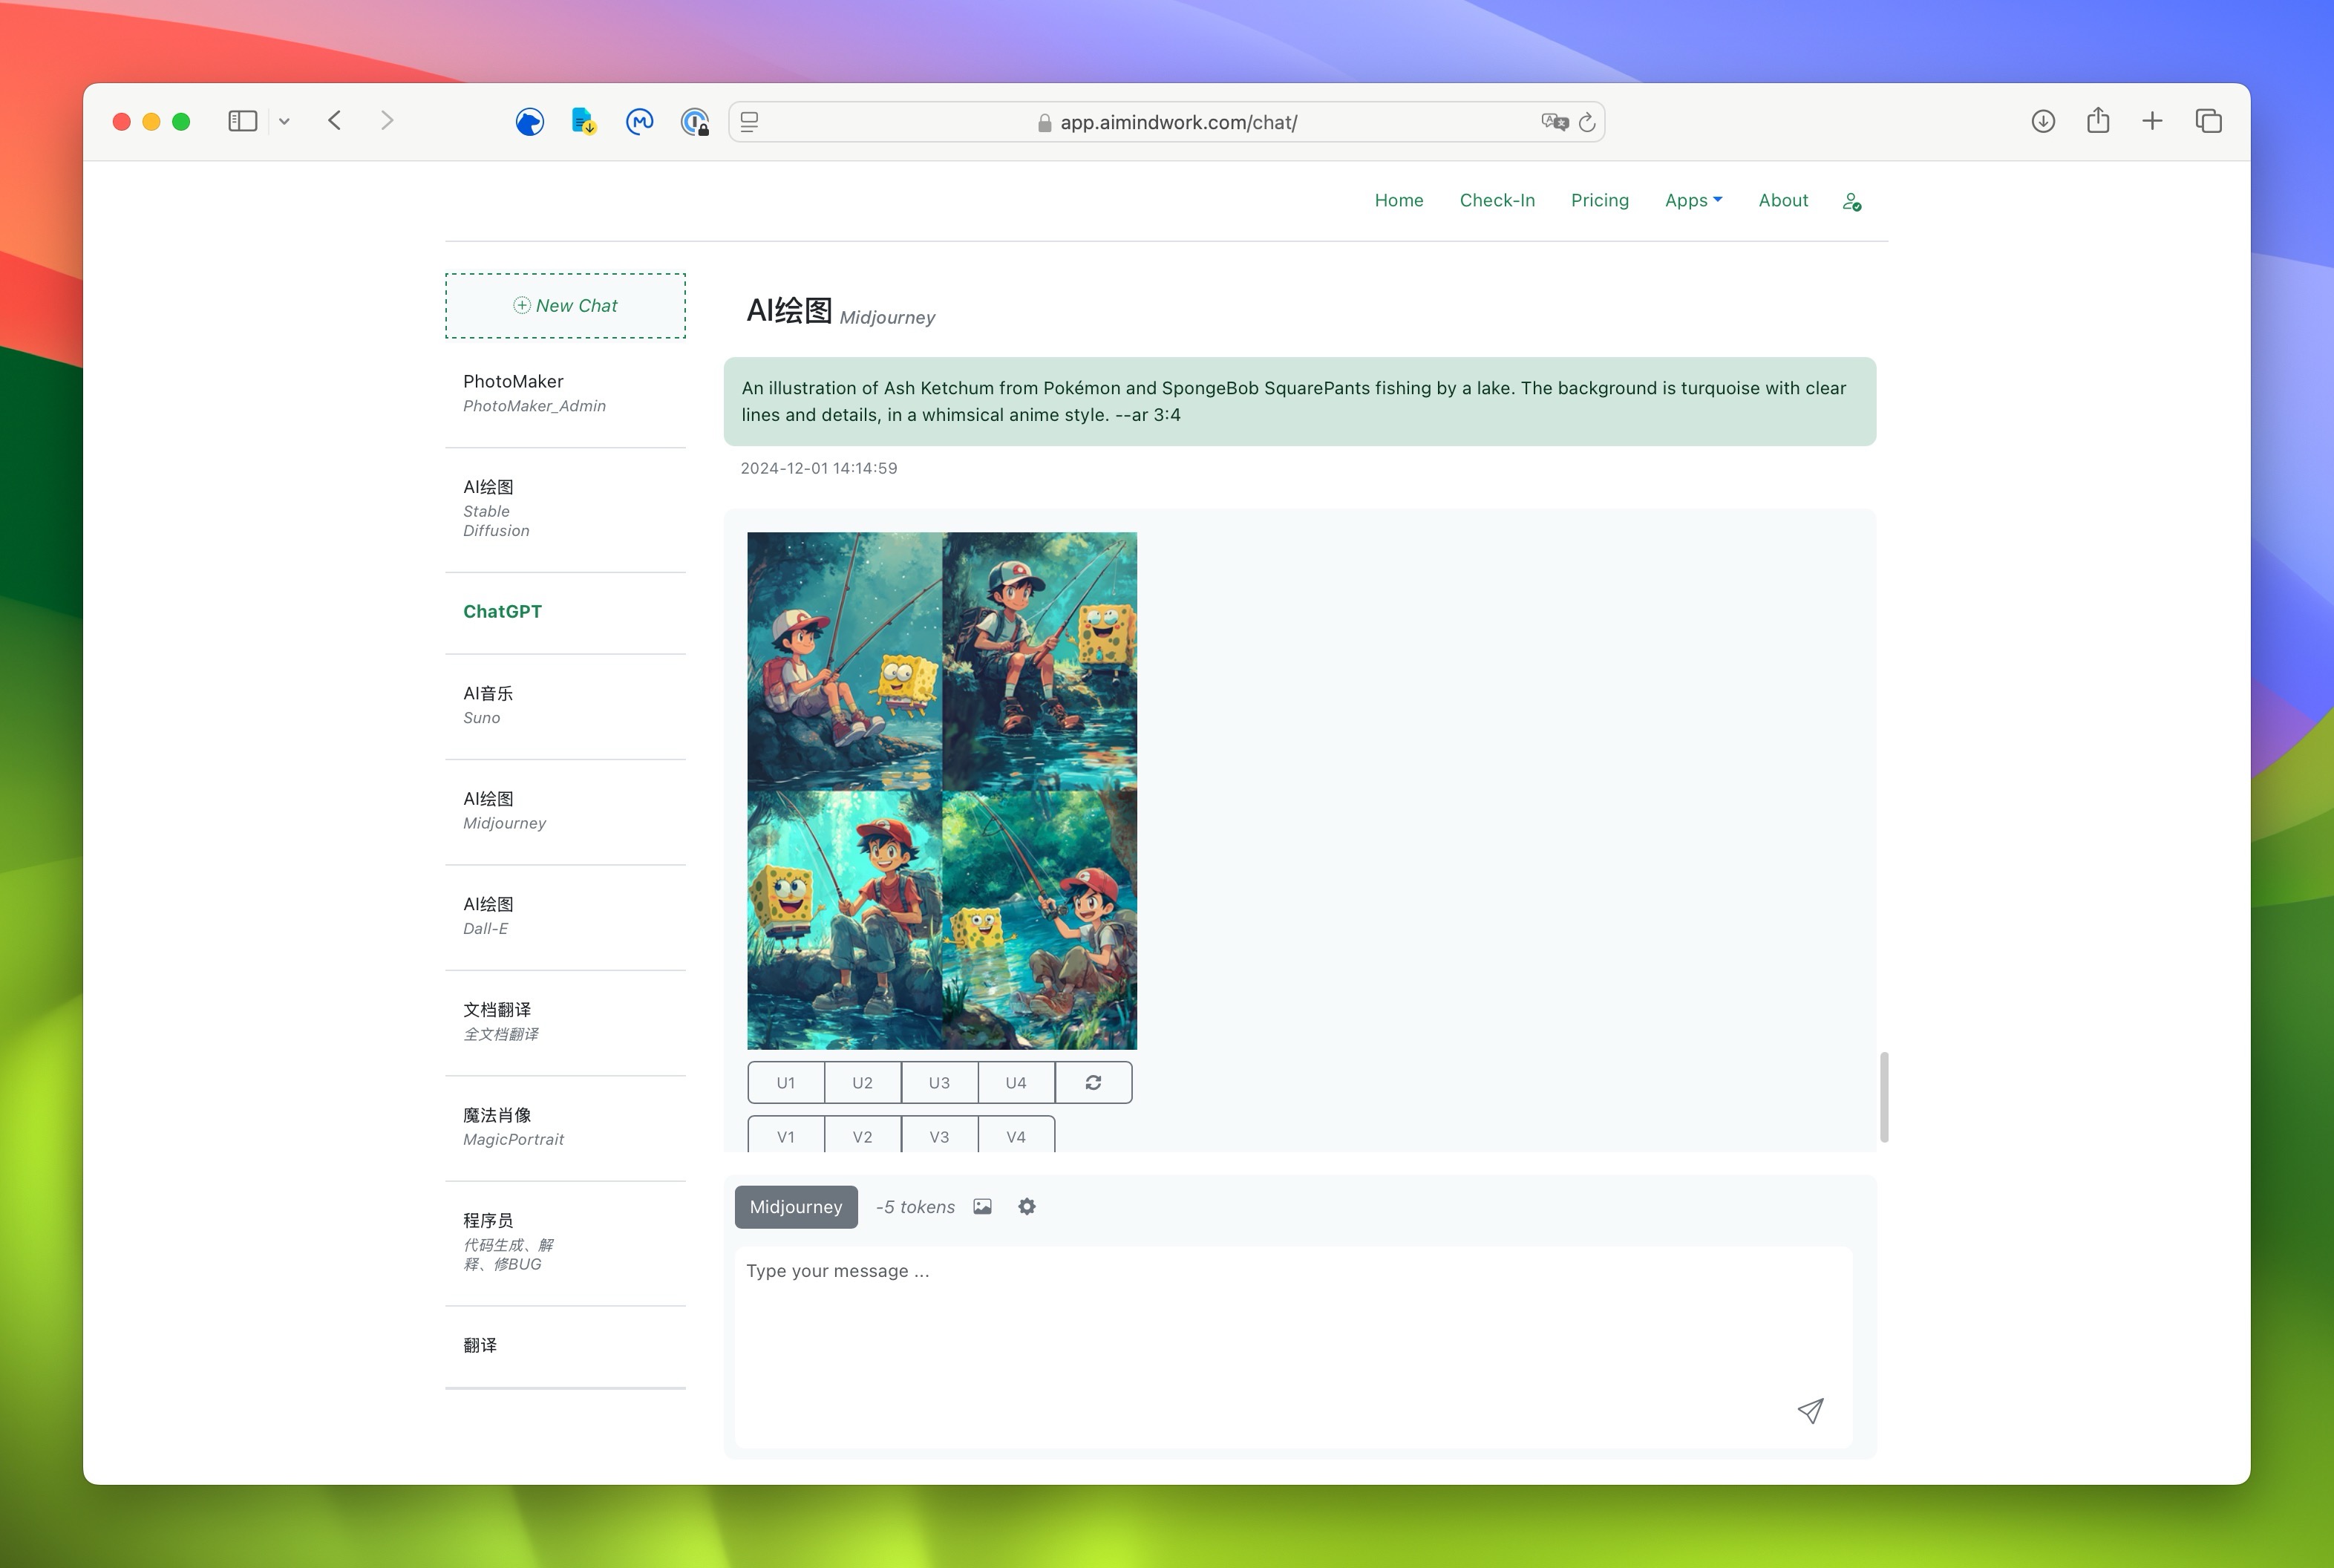 app.aimindwork.com/chat/
Home
Check-In
Pricing
Apps
About
New Chat
PhotoMaker
PhotoMaker_Admin
AI绘图
Stable
Diffusion
ChatGPT
AI音乐
Suno
AI绘图
Midjourney
AI绘图
Dall-E
文档翻译
全文档翻译
魔法肖像
MagicPortrait
程序员
代码生成、解
释、修BUG
翻译
AI绘图 Midjourney
An illustration of Ash Ketchum from Pokémon and SpongeBob SquarePants fishing by a lake. The background is turquoise with clear
lines and details, in a whimsical anime style. --ar 3:4
2024-12-01 14:14:59
U1
U2
U3
U4
V1
V2
V3
V4
Midjourney
-5 tokens
Type your message ...